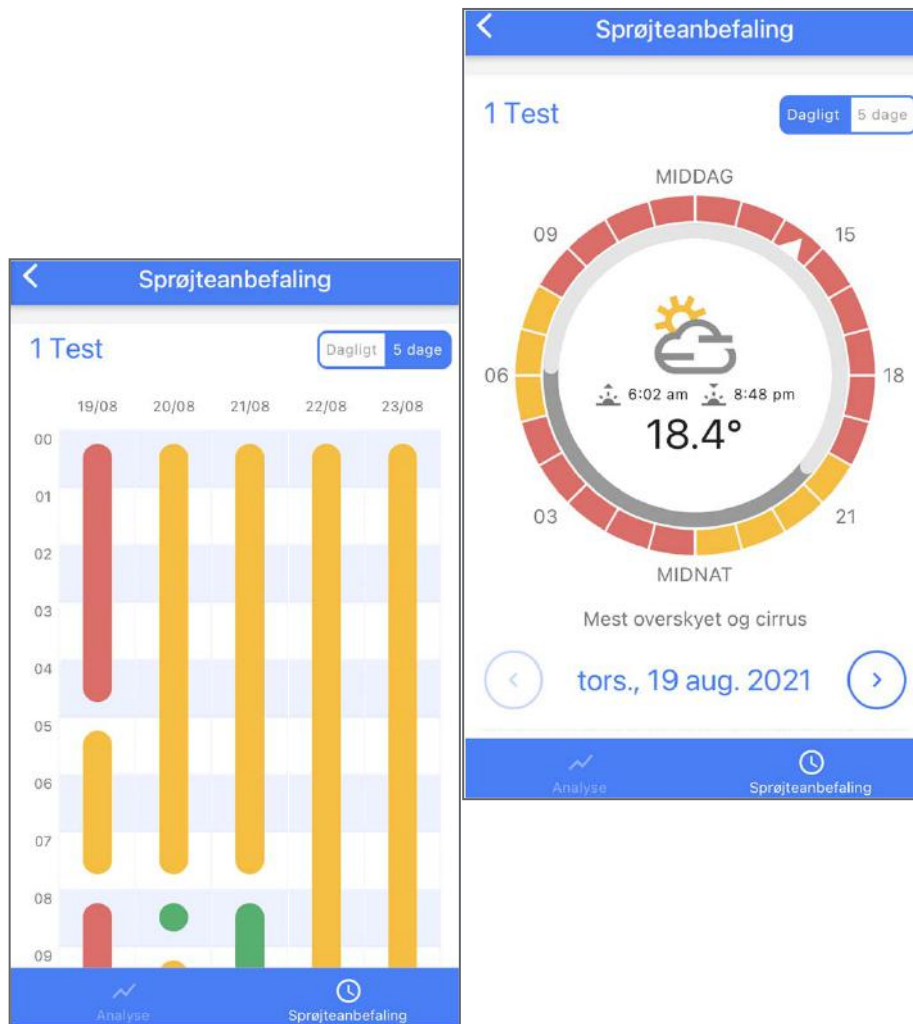 Sprøjteanbefaling
1 Test
Dagligt 5 dage
19/08 20/08 21/08 22/08 23/08
00
01
02
03
04
05
06
07
08
09
Analyse Sprøjteanbefaling
Sprøjteanbefaling
1 Test
Dagligt 5 dage
MIDDAG
09 15
06 18
6:02 am 8:48 pm
18.4°
03 21
MIDNAT
Mest overskyet og cirrus
tors., 19 aug. 2021
Analyse Sprøjteanbefaling